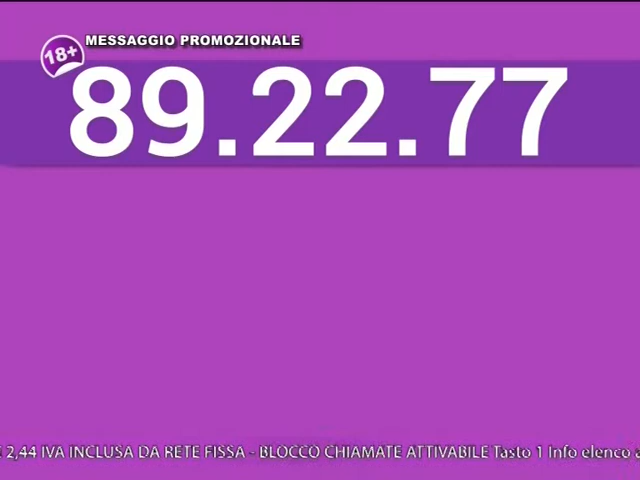 MESSAGGIO PROMOZIONALE
18+
89.22.77
2,44 IVA INCLUSA DA RETE FISSA - BLOCCO CHIAMATE ATTIVABILE Tasto 1 Info elenco